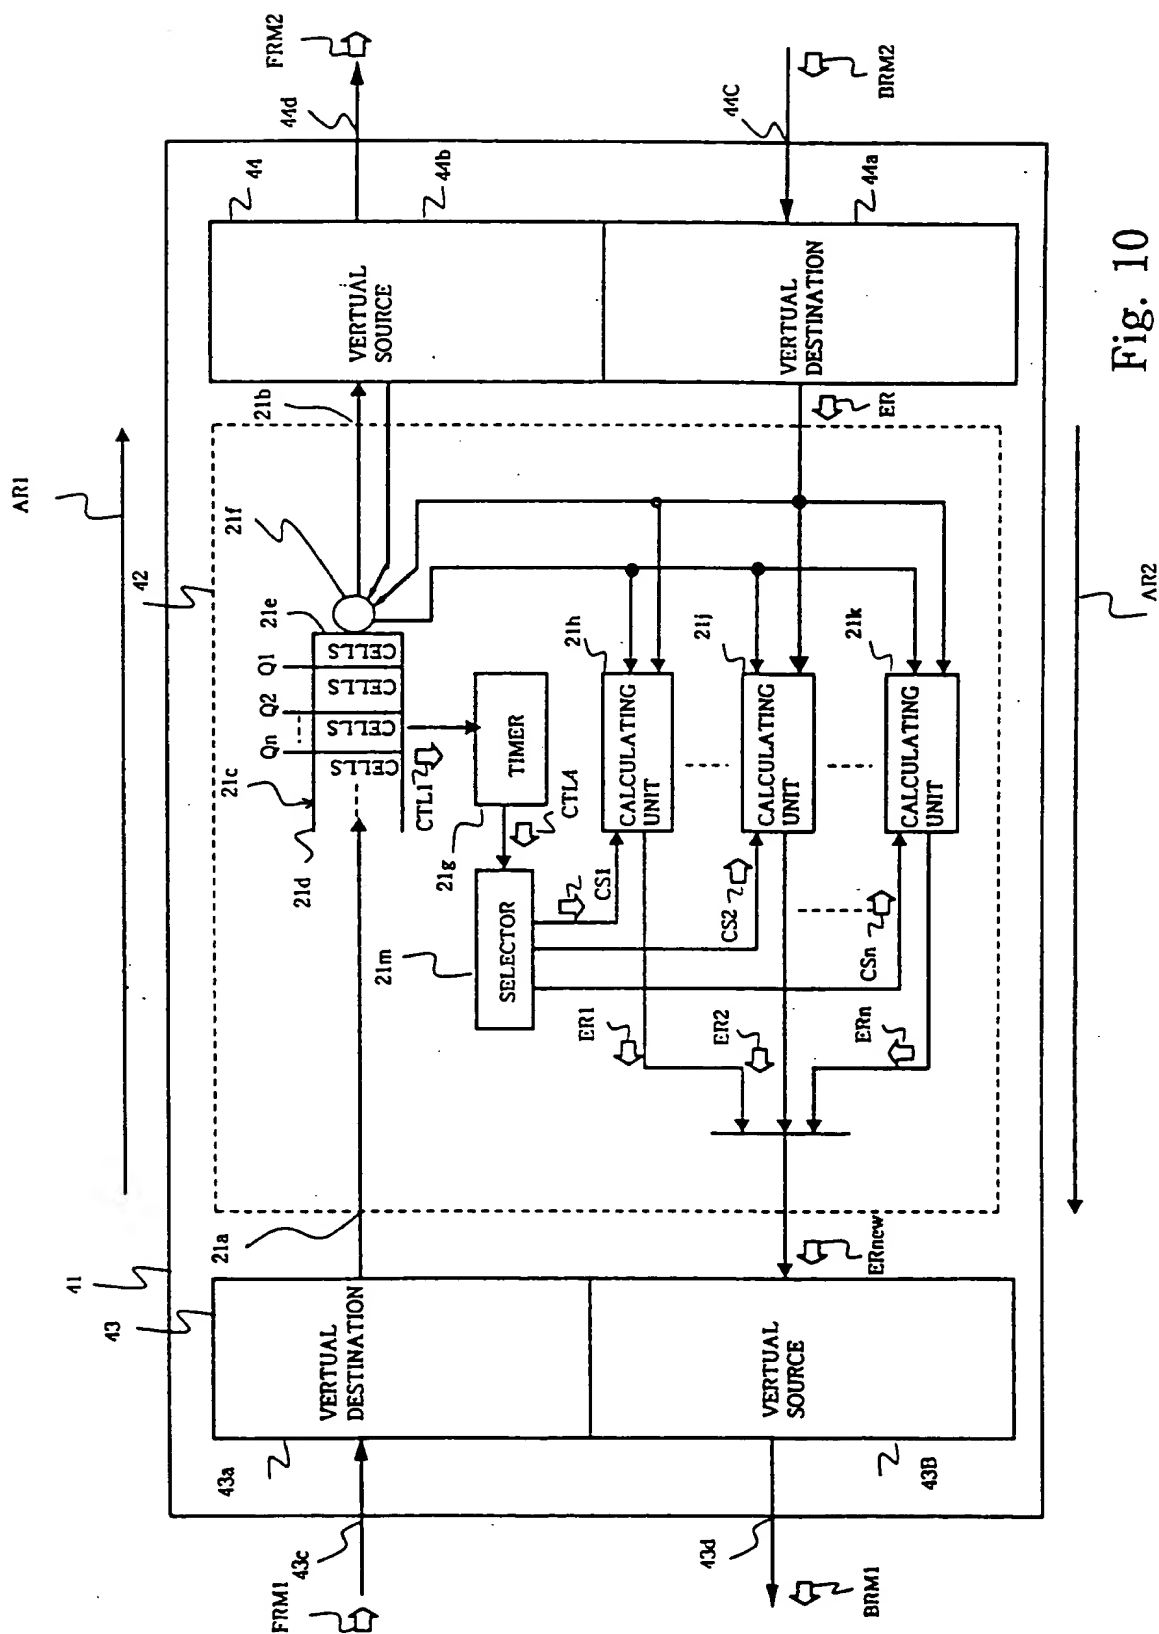 AR1
41
42
43
44
43a
VERTUAL
DESTINATION
21a
21d
21c
Qn
Q2
Q1
21e
21f
21b
VERTUAL
SOURCE
44b
44d
FRM2
FRM1
43c
CELLS
CELLS
CELLS
CELLS
CTL1
TIMER
21g
CTL4
21m
SELECTOR
CS1
CALCULATING
UNIT
21h
CS2
CALCULATING
UNIT
21j
CSn
CALCULATING
UNIT
21k
ER1
ER2
ERn
ER
VERTUAL
DESTINATION
44a
44C
BRM2
VERTUAL
SOURCE
43B
43d
BRM1
ERnew
AR2
Fig. 10